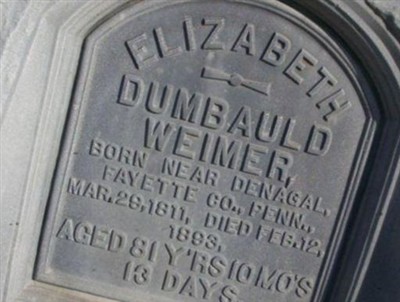 ELIZABETH
DUMBAULD
WEIMER,
BORN NEAR DENAGAL,
FAYETTE CO., PENN.,
MAR. 29, 1811, DIED FEB. 12,
1893,
AGED 81 Y'RS 10 MO'S
13 DAYS